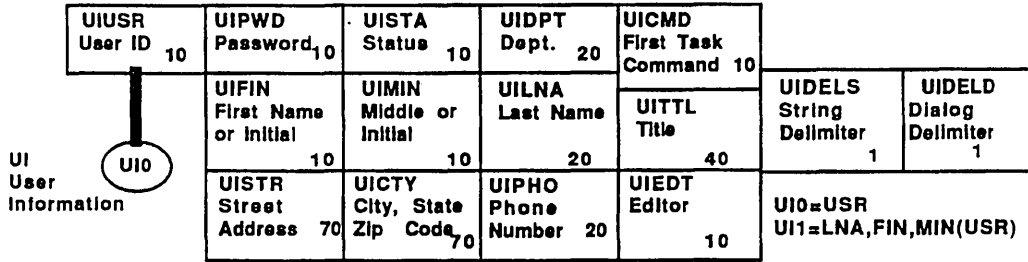 UIUSR
User ID 10
UIPWD
Password 10
UISTA
Status 10
UIDPT
Dept. 20
UICMD
First Task
Command 10
UIFIN
First Name
or Initial
10
UIMIN
Middle or
Initial
10
UILNA
Last Name
20
UITTL
Title
40
UIDELS
String
Delimiter
1
UIDELD
Dialog
Delimiter
1
UI
User
Information
UI0
UISTR
Street
Address 70
UICTY
City, State
Zip Code 70
UIPHO
Phone
Number 20
UIEDT
Editor
10
UI0=USR
UI1=LNA,FIN,MIN(USR)